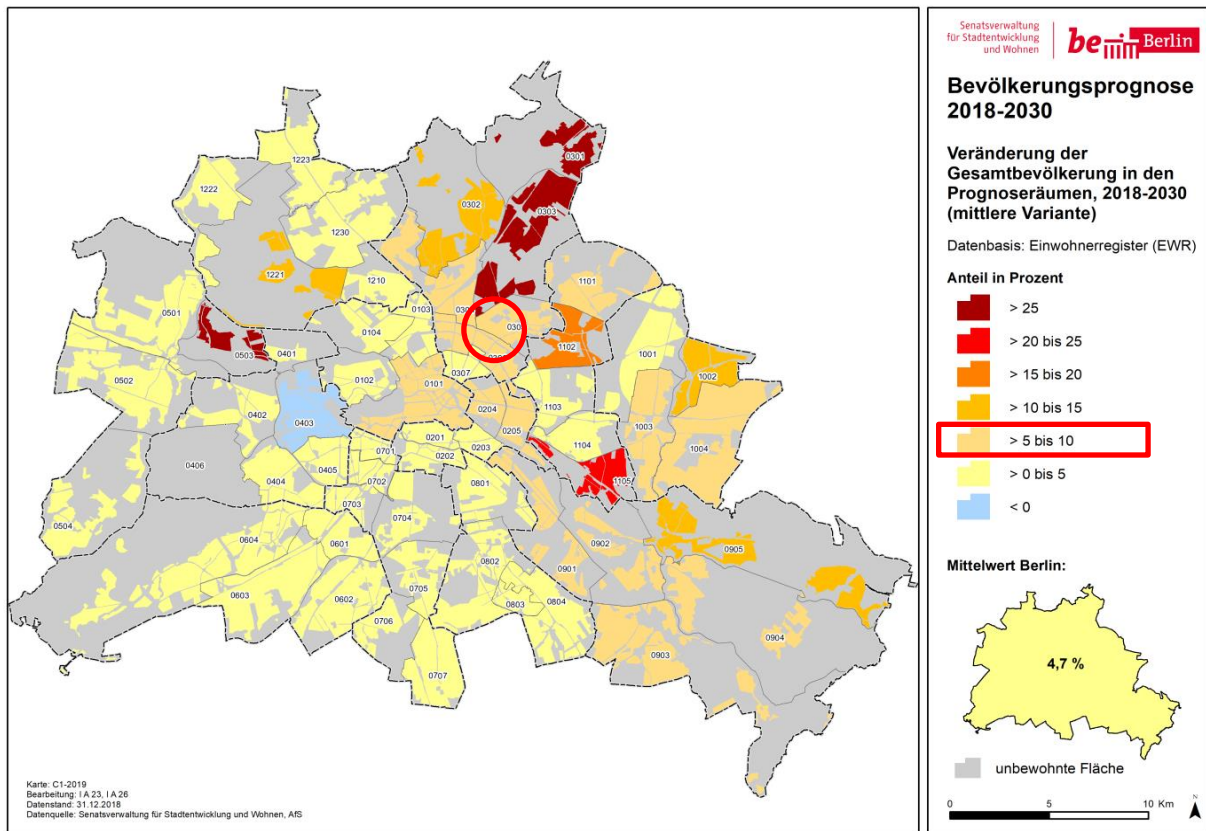 Senatsverwaltung
für Stadtentwicklung
und Wohnen
be Berlin
Bevölkerungsprognose
2018-2030
Veränderung der
Gesamtbevölkerung in den
Prognoseräumen, 2018-2030
(mittlere Variante)
Datenbasis: Einwohnerregister (EWR)
Anteil in Prozent
> 25
> 20 bis 25
> 15 bis 20
> 10 bis 15
> 5 bis 10
> 0 bis 5
< 0
Mittelwert Berlin:
4,7 %
unbewohnte Fläche
0 5 10 Km
N
1223
0301
1222
0302
0303
1230
1221
1210
1101
0501
0103
0104
0503
0401
1102
1001
1002
0502
0102
0307
0101
0402
0403
1103
0204
0205
1003
1004
0201
0202
0203
1104
0406
0404
0405
0701
0702
0801
1105
0703
0704
0504
0604
0601
0902
0905
0901
0802
0603
0602
0705
0803
0804
0706
0904
0903
0707
Karte: C1-2019
Bearbeitung: I A 23, I A 26
Datenstand: 31.12.2018
Datenquelle: Senatsverwaltung für Stadtentwicklung und Wohnen, AfS